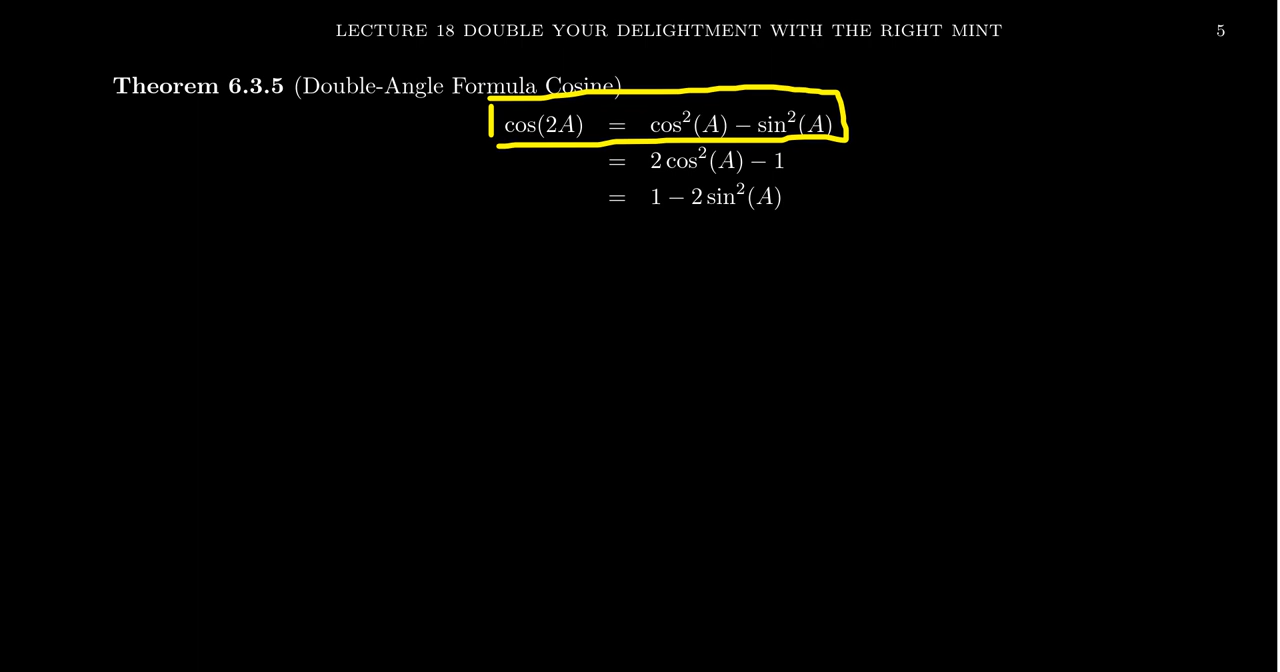 LECTURE 18 DOUBLE YOUR DELIGHTMENT WITH THE RIGHT MINT 5
Theorem 6.3.5 (Double-Angle Formula Cosine)
cos(2A) = cos²(A) − sin²(A)
= 2 cos²(A) − 1
= 1 − 2 sin²(A)